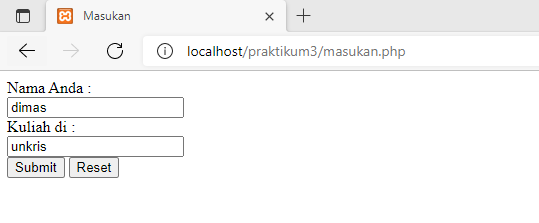 Masukan
localhost/praktikum3/masukan.php
Nama Anda :
dimas
Kuliah di :
unkris
Submit Reset